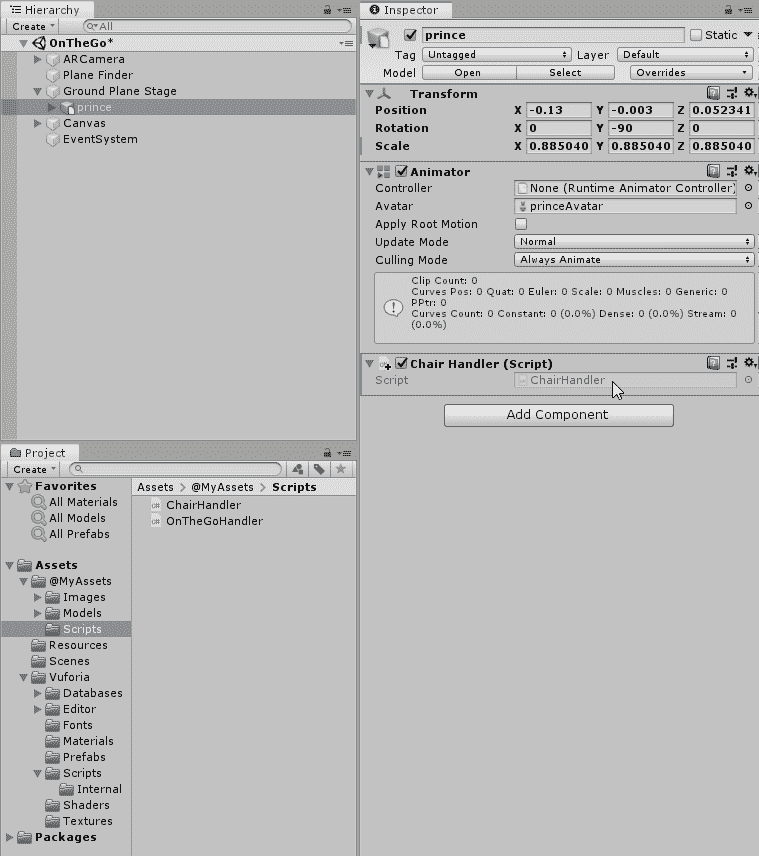 Hierarchy
Create
All
OnTheGo*
ARCamera
Plane Finder
Ground Plane Stage
prince
Canvas
EventSystem
Project
Create
Favorites
All Materials
All Models
All Prefabs
Assets
@MyAssets
Images
Models
Scripts
Resources
Scenes
Vuforia
Databases
Editor
Fonts
Materials
Prefabs
Scripts
Internal
Shaders
Textures
Packages
Assets > @MyAssets > Scripts
ChairHandler
OnTheGoHandler
Inspector
prince
Static
Tag Untagged Layer Default
Model Open Select Overrides
Transform
Position X -0.13 Y -0.003 Z 0.052341
Rotation X 0 Y -90 Z 0
Scale X 0.885040 Y 0.885040 Z 0.885040
Animator
Controller None (Runtime Animator Controller)
Avatar princeAvatar
Apply Root Motion
Update Mode Normal
Culling Mode Always Animate
Clip Count: 0
Curves Pos: 0 Quat: 0 Euler: 0 Scale: 0 Muscles: 0 Generic: 0
PPtr: 0
Curves Count: 0 Constant: 0 (0.0%) Dense: 0 (0.0%) Stream: 0
(0.0%)
Chair Handler (Script)
Script ChairHandler
Add Component